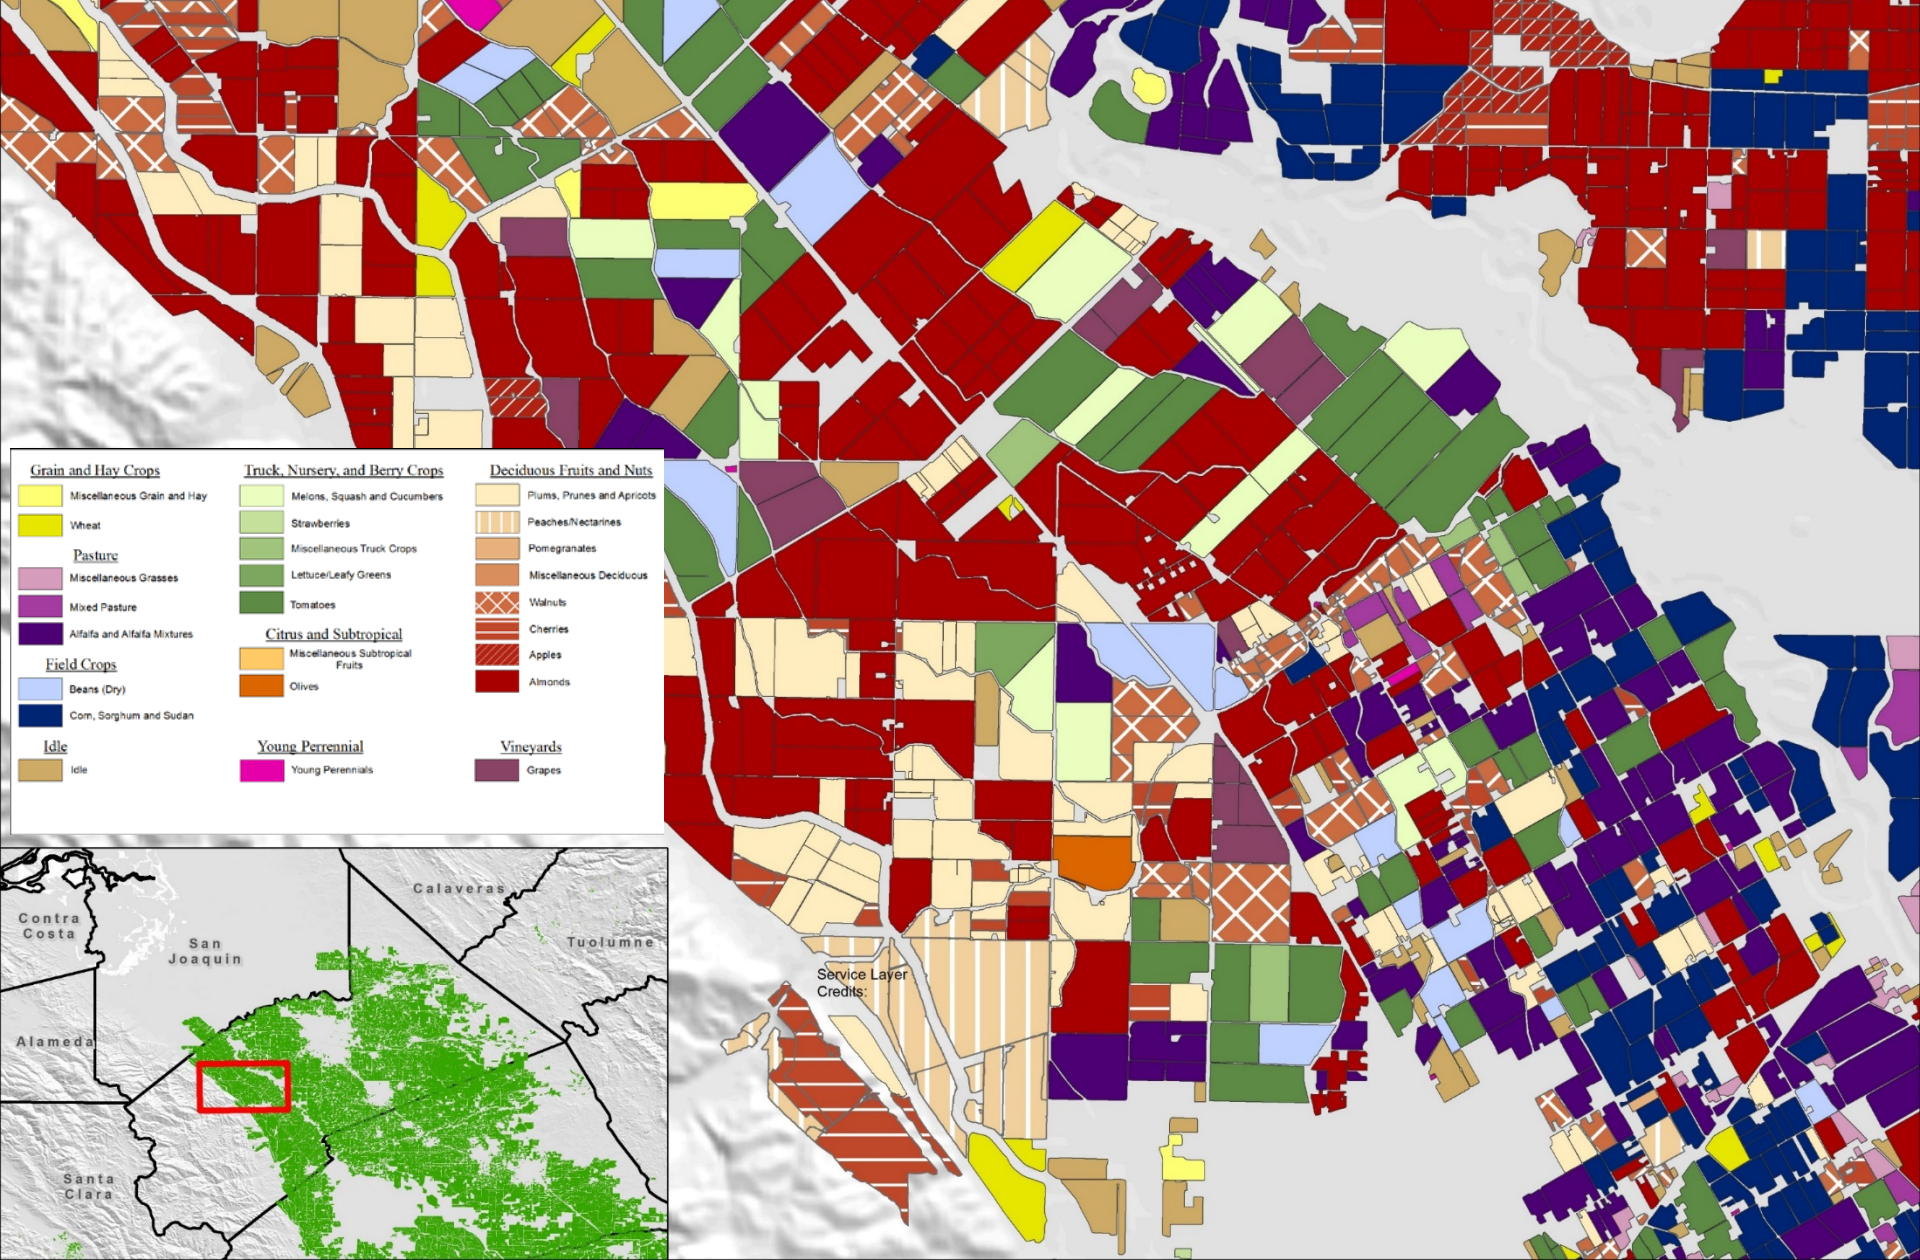 Grain and Hay Crops
Miscellaneous Grain and Hay
Wheat
Pasture
Miscellaneous Grasses
Mixed Pasture
Alfalfa and Alfalfa Mixtures
Field Crops
Beans (Dry)
Corn, Sorghum and Sudan
Idle
Idle
Truck, Nursery, and Berry Crops
Melons, Squash and Cucumbers
Strawberries
Miscellaneous Truck Crops
Lettuce/Leafy Greens
Tomatoes
Citrus and Subtropical
Miscellaneous Subtropical
Fruits
Olives
Young Perrennial
Young Perennials
Deciduous Fruits and Nuts
Plums, Prunes and Apricots
Peaches/Nectarines
Pomegranates
Miscellaneous Deciduous
Walnuts
Cherries
Apples
Almonds
Vineyards
Grapes
Service Layer
Credits:
Calaveras
Contra
Costa
San
Joaquin
Tuolumne
Alameda
Santa
Clara